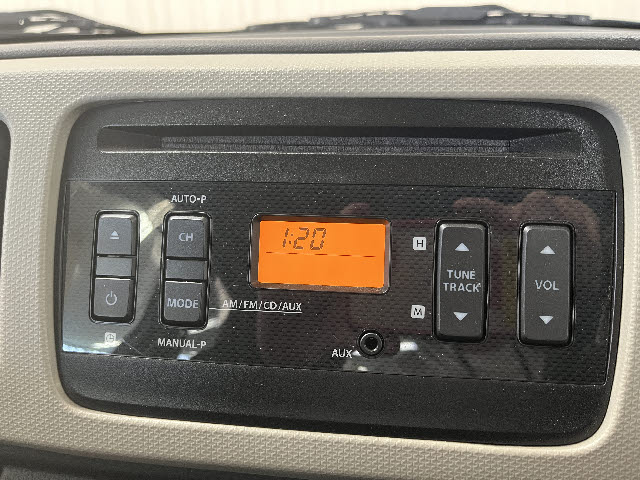 AUTO-P
CH
MODE
MANUAL-P
AM/FM/CD/AUX
1:20
AUX
H
M
TUNE
TRACK
VOL